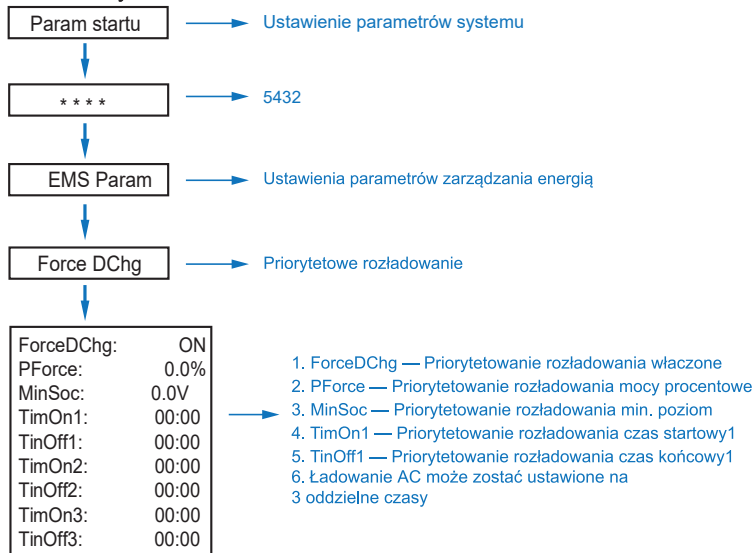 Param startu
Ustawienie parametrów systemu
* * * *
5432
EMS Param
Ustawienia parametrów zarządzania energią
Force DChg
Priorytetowe rozładowanie
ForceDChg: ON
PForce: 0.0%
MinSoc: 0.0V
TimOn1: 00:00
TinOff1: 00:00
TimOn2: 00:00
TinOff2: 00:00
TimOn3: 00:00
TinOff3: 00:00
1. ForceDChg — Priorytetowanie rozładowania właczone
2. PForce — Priorytetowanie rozładowania mocy procentowe
3. MinSoc — Priorytetowanie rozładowania min. poziom
4. TimOn1 — Priorytetowanie rozładowania czas startowy1
5. TinOff1 — Priorytetowanie rozładowania czas końcowy1
6. Ładowanie AC może zostać ustawione na
3 oddzielne czasy